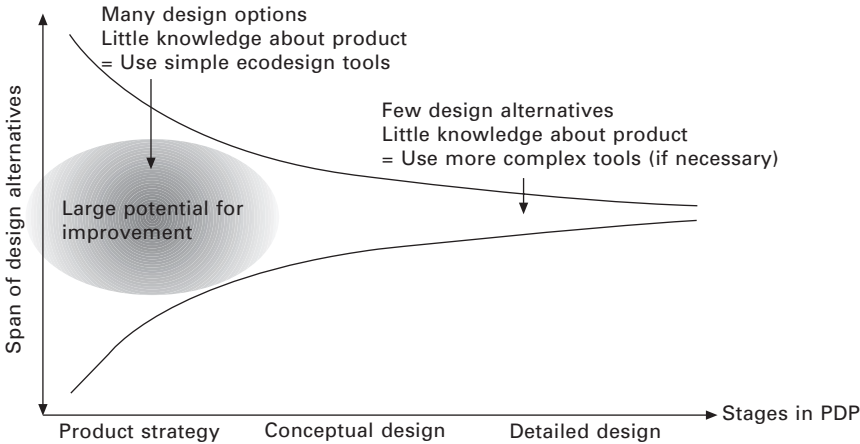 Many design options
Little knowledge about product
= Use simple ecodesign tools
Few design alternatives
Little knowledge about product
= Use more complex tools (if necessary)
Large potential for
improvement
Span of design alternatives
Stages in PDP
Product strategy
Conceptual design
Detailed design